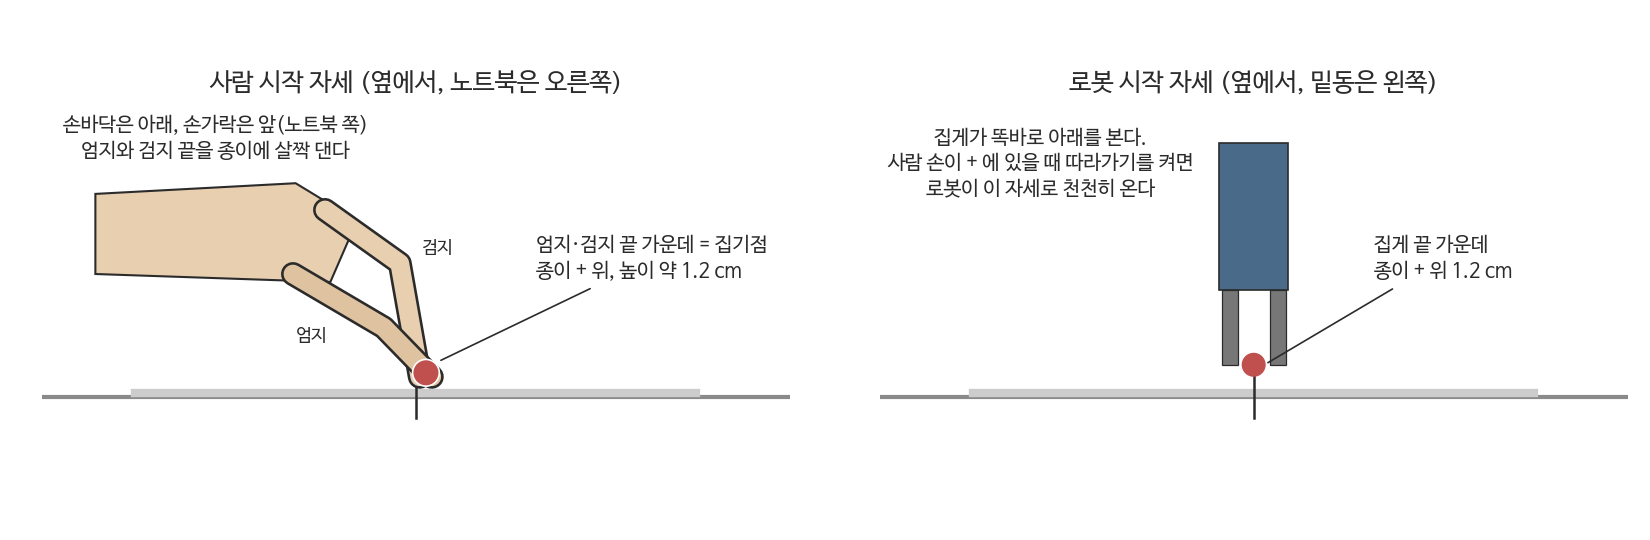 사람 시작 자세 (옆에서, 노트북은 오른쪽)
손바닥은 아래, 손가락은 앞(노트북 쪽)
엄지와 검지 끝을 종이에 살짝 댄다
검지
엄지·검지 끝 가운데 = 집기점
종이 + 위, 높이 약 1.2 cm
엄지
로봇 시작 자세 (옆에서, 밑동은 왼쪽)
집게가 똑바로 아래를 본다.
사람 손이 + 에 있을 때 따라가기를 켜면
로봇이 이 자세로 천천히 온다
집게 끝 가운데
종이 + 위 1.2 cm